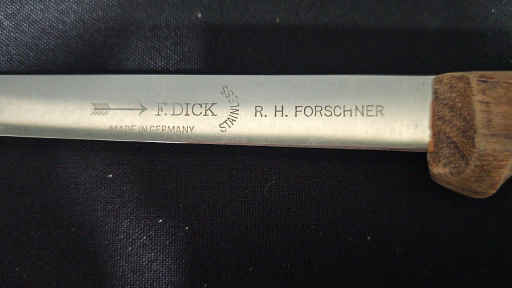 F. DICK STAINLESS R. H. FORSCHNER
MADE IN GERMANY